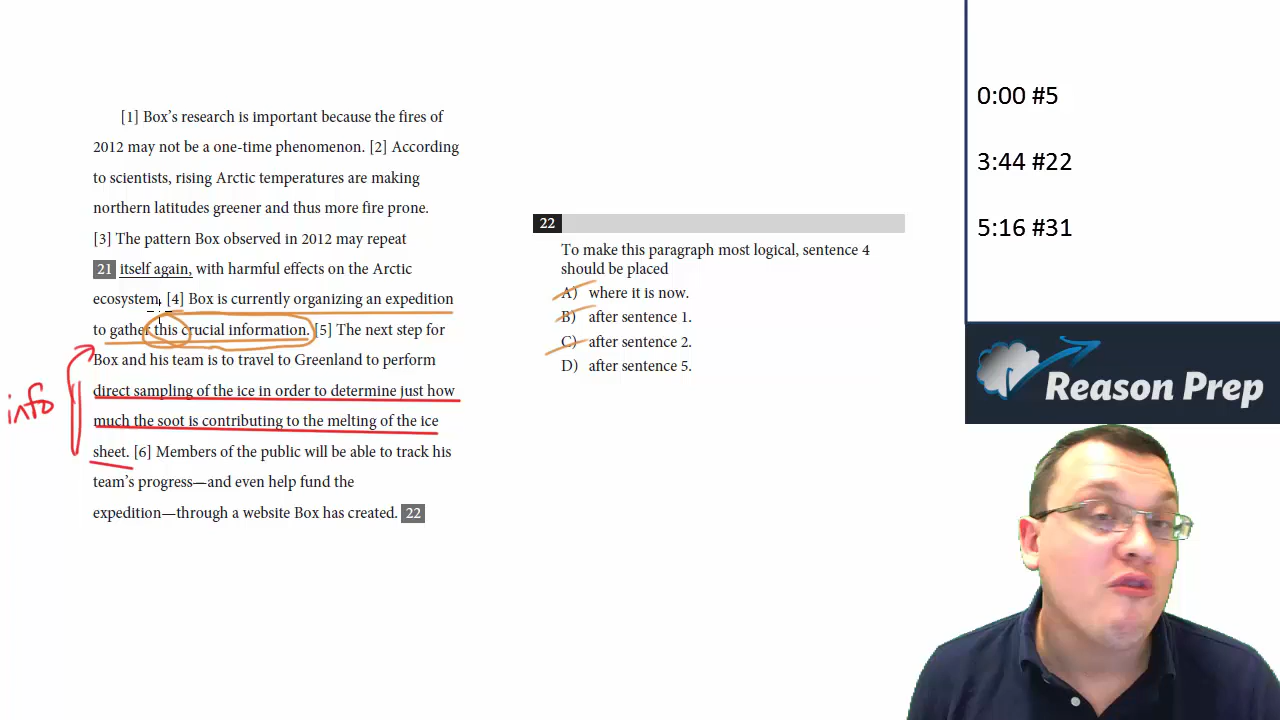 [1] Box's research is important because the fires of
2012 may not be a one-time phenomenon. [2] According
to scientists, rising Arctic temperatures are making
northern latitudes greener and thus more fire prone.
[3] The pattern Box observed in 2012 may repeat
21 itself again, with harmful effects on the Arctic
ecosystem. [4] Box is currently organizing an expedition
to gather this crucial information. [5] The next step for
Box and his team is to travel to Greenland to perform
direct sampling of the ice in order to determine just how
much the soot is contributing to the melting of the ice
sheet. [6] Members of the public will be able to track his
team's progress—and even help fund the
expedition—through a website Box has created. 22
info
22
To make this paragraph most logical, sentence 4
should be placed
A) where it is now.
B) after sentence 1.
C) after sentence 2.
D) after sentence 5.
0:00 #5
3:44 #22
5:16 #31
Reason Prep